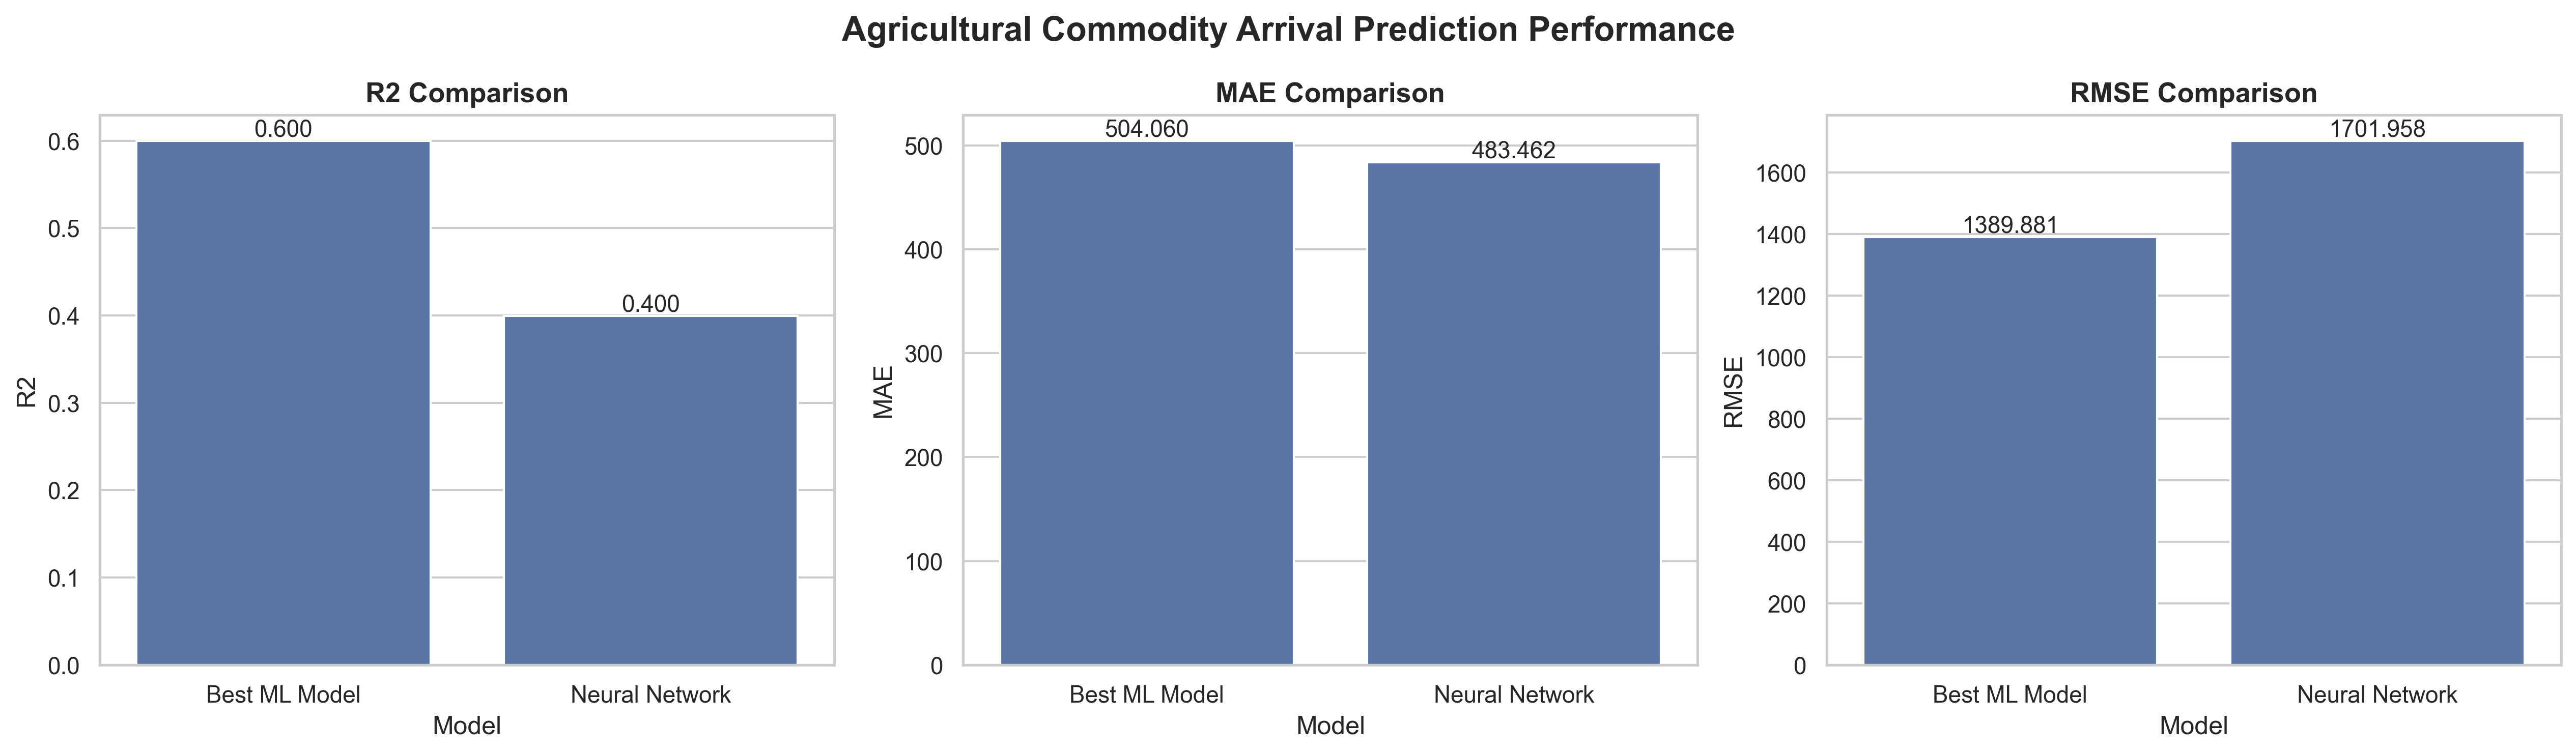 Agricultural Commodity Arrival Prediction Performance
R2 Comparison
0.600
0.400
0.6
0.5
0.4
0.3
0.2
0.1
0.0
R2
Best ML Model
Neural Network
Model
MAE Comparison
504.060
483.462
500
400
300
200
100
0
MAE
Best ML Model
Neural Network
Model
RMSE Comparison
1701.958
1389.881
1600
1400
1200
1000
800
600
400
200
0
RMSE
Best ML Model
Neural Network
Model